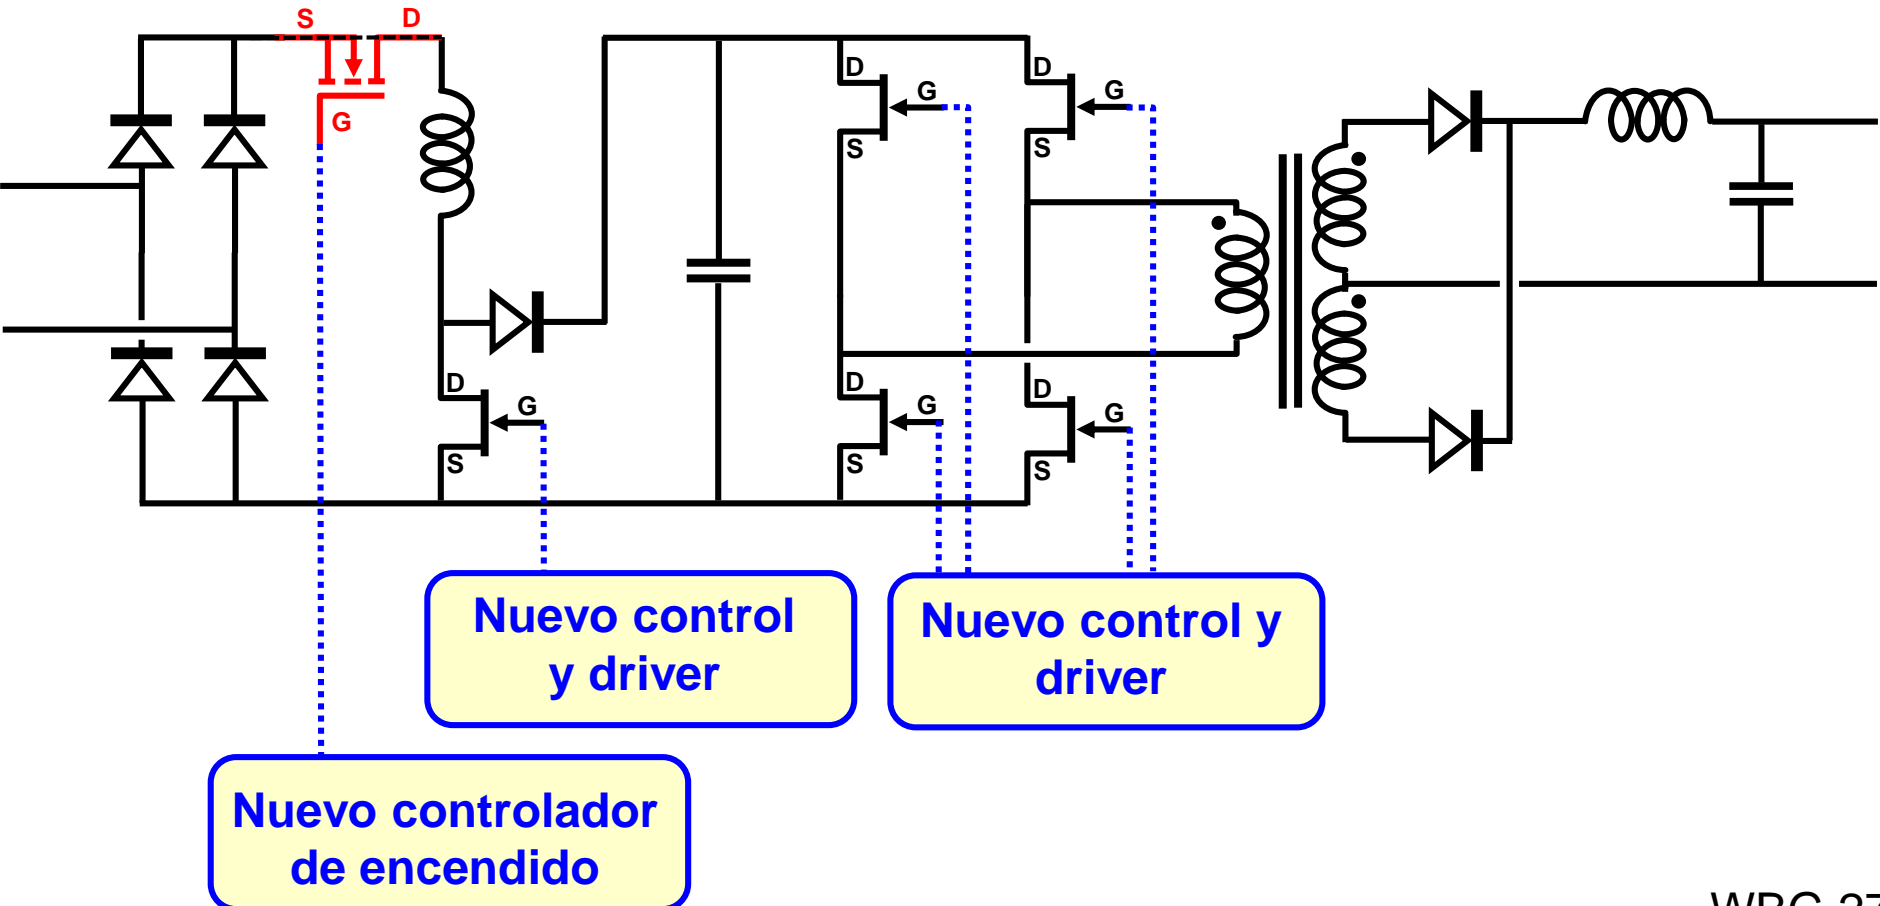 S D
G
D
G
S
D
G
S
D
G
S
D
G
S
D
G
S
Nuevo control
y driver
Nuevo control y
driver
Nuevo controlador
de encendido